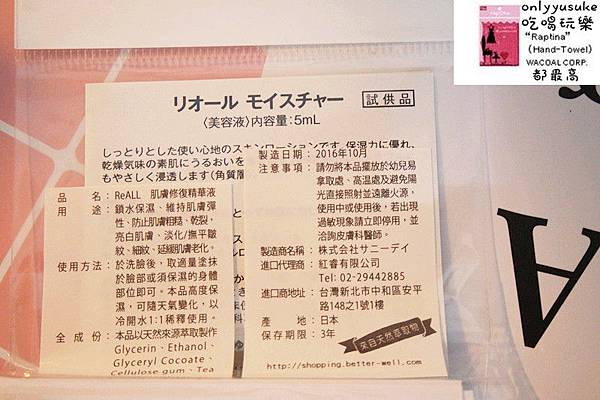 onlyyusuke
吃喝玩樂
"Raptina"
(Hand-Towel)
WACOAL CORP.
都最高
リオール モイスチャー 試供品
〈美容液〉内容量:5mL
しっとりとした使い心地のスキンローションです。保湿力に優れ、
乾燥気味の素肌にうるおいを
もやさしく浸透します(角質層
品名:ReALL 肌膚修復精華液
用途:鎖水保濕、維持肌膚彈
性、防止肌膚粗糙、乾裂,
亮白肌膚、淡化/撫平皺
紋、細紋、延緩肌膚老化。
使用方法:於洗臉後,取適量塗抹
於臉部或須保濕的身體
部位即可。本品高度保
濕,可隨天氣變化,以
冷開水1:1稀釋使用。
全成份:本品以天然來源萃取製作
Glycerin、Ethanol、
Glyceryl Cocoate、
Cellulose gum、Tea
製造日期:2016年10月
注意事項:請勿將本品擺放於幼兒易
拿取處、高温處及避免陽
光直接照射並遠離火源,
使用中或使用後,若出現
過敏現象請立即停用,並
洽詢皮膚科醫師。
製造商名稱:株式会社サニーデイ
進口代理商:紅睿有限公司
Tel: 02-29442885
進口商地址:台灣新北市中和區安平
路148之1號1樓
產地:日本
保存期限:3年
來自天然萃取物
http://shopping.better-well.com
A